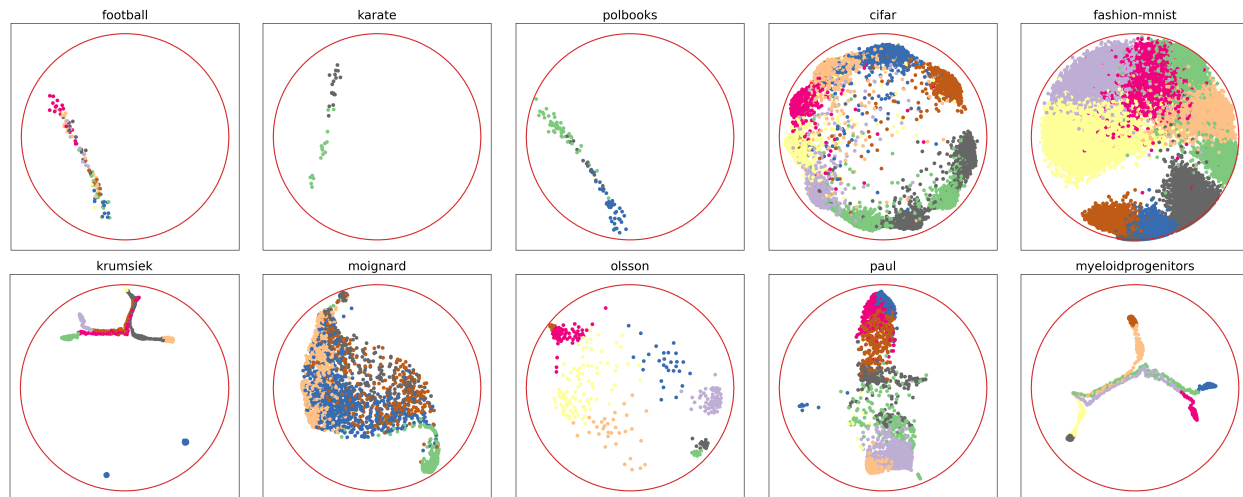 football
karate
polbooks
cifar
fashion-mnist
krumsiek
moignard
olsson
paul
myeloidprogenitors